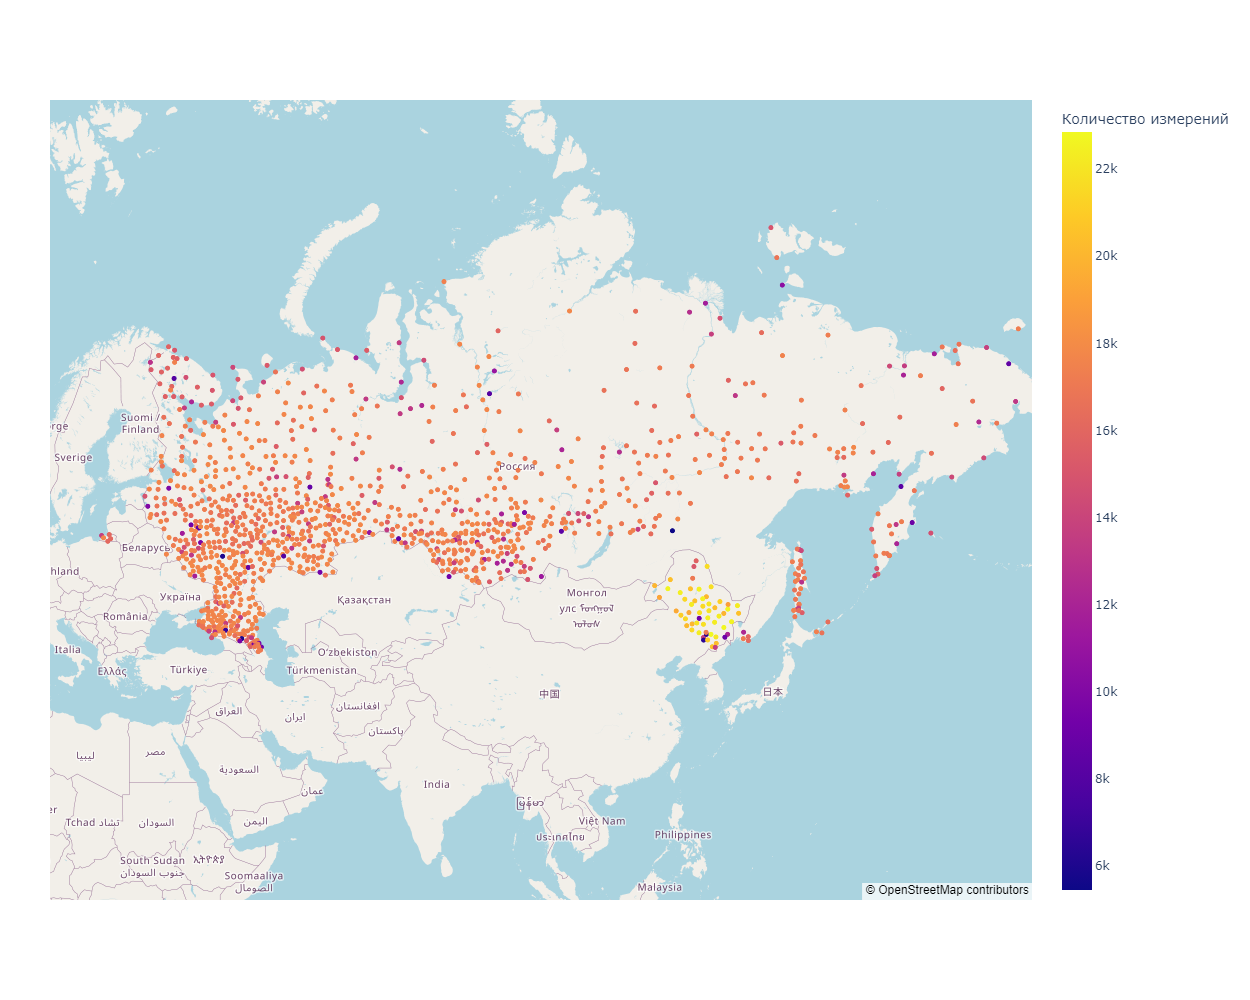 Количество измерений
22k
20k
18k
16k
14k
12k
10k
8k
6k
Suomi /
Finland
rge
Sverige
Россия
Беларусь
hland
Україна
Қазақстан
Монгол
улс
România
Italia
Ελλάς
Türkiye
O'zbekiston
Türkmenistan
中国
日本
العراق
ایران
افغانستان
پاکستان
ليبيا
مصر
السعودية
عمان
India
မြန်မာ
er
Tchad تشاد
السودان
اليمن
Việt Nam
ประเทศไทย
Philippines
South Sudan
جنوب السودان
ኢትዮጵያ
Soomaaliya
الصومال
Malaysia
© OpenStreetMap contributors